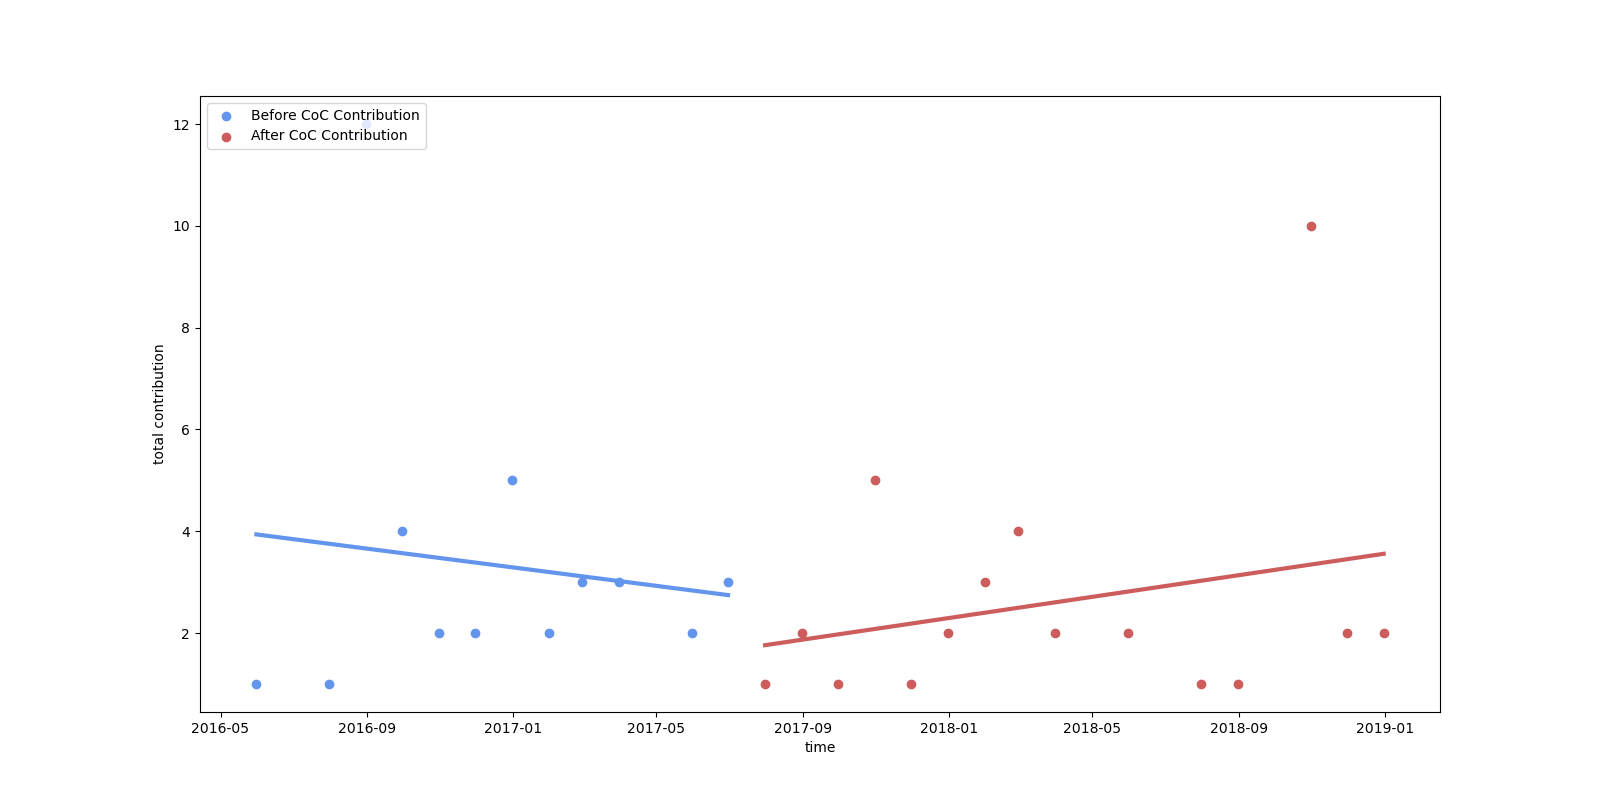 Before CoC Contribution
After CoC Contribution
12
10
8
6
4
2
total contribution
2016-05 2016-09 2017-01 2017-05 2017-09 2018-01 2018-05 2018-09 2019-01
time